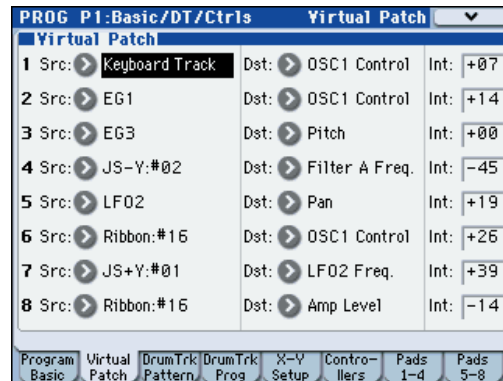 PROG P1:Basic/DT/Ctrls Virtual Patch
Virtual Patch
1 Src: Keyboard Track Dst: OSC1 Control Int: +07
2 Src: EG1 Dst: OSC1 Control Int: +14
3 Src: EG3 Dst: Pitch Int: +00
4 Src: JS-Y:#02 Dst: Filter A Freq. Int: -45
5 Src: LFO2 Dst: Pan Int: +19
6 Src: Ribbon:#16 Dst: OSC1 Control Int: +26
7 Src: JS+Y:#01 Dst: LFO2 Freq. Int: +39
8 Src: Ribbon:#16 Dst: Amp Level Int: -14
Program Virtual DrumTrk DrumTrk X-Y Contro- Pads Pads
Basic Patch Pattern Prog Setup llers 1-4 5-8